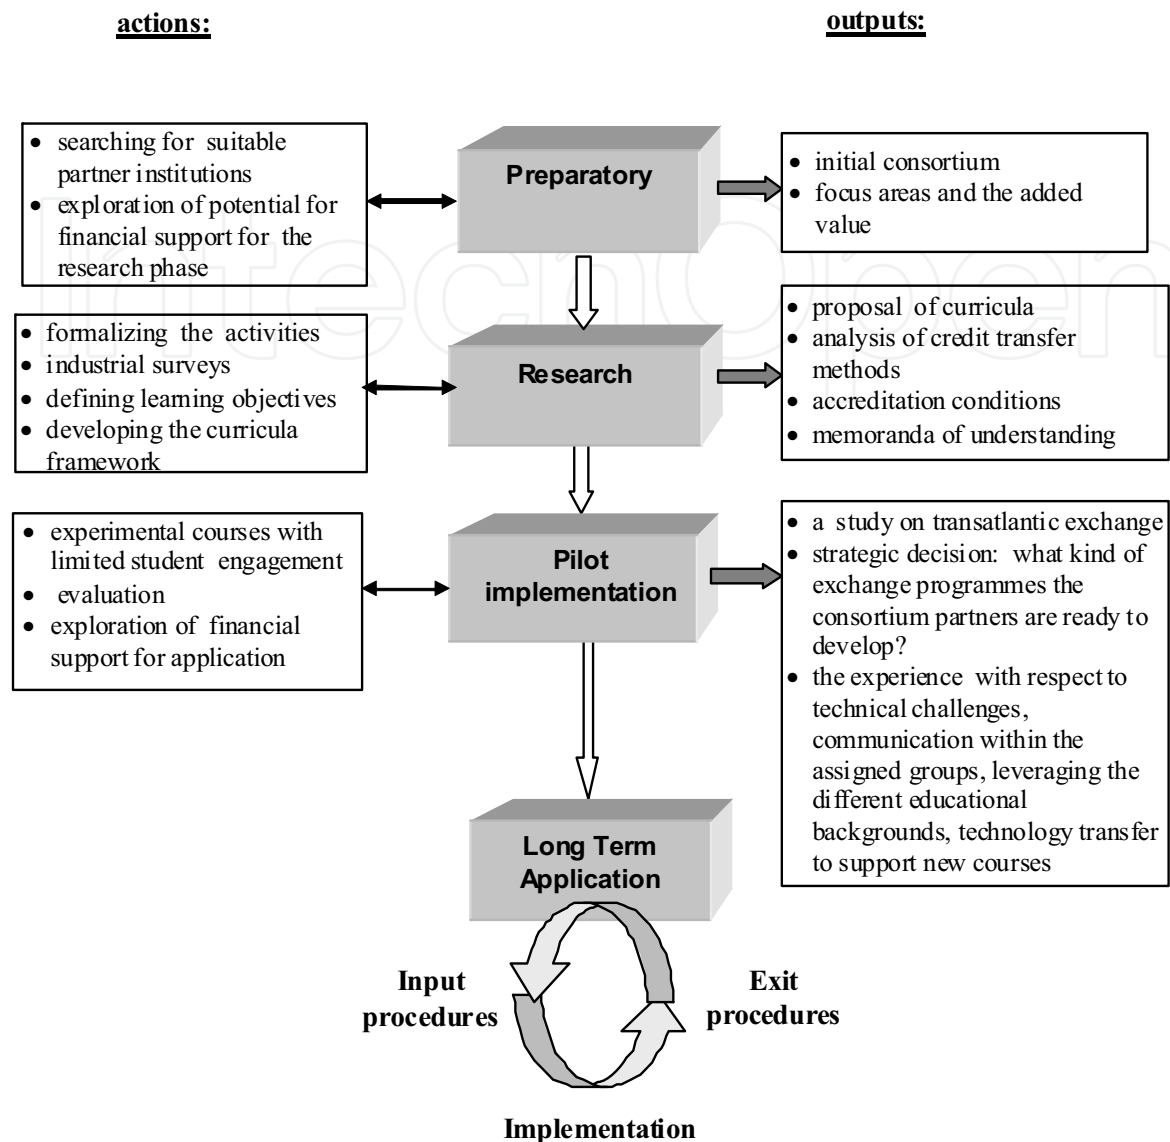 actions:
outputs:
• searching for suitable
partner institutions
• exploration of potential for
financial support for the
research phase
Preparatory
• initial consortium
• focus areas and the added
value
• formalizing the activities
• industrial surveys
• defining learning objectives
• developing the curricula
framework
Research
• proposal of curricula
• analysis of credit transfer
methods
• accreditation conditions
• memoranda of understanding
• experimental courses with
limited student engagement
• evaluation
• exploration of financial
support for application
Pilot
implementation
• a study on transatlantic exchange
• strategic decision: what kind of
exchange programmes the
consortium partners are ready to
develop?
• the experience with respect to
technical challenges,
communication within the
assigned groups, leveraging the
different educational
backgrounds, technology transfer
to support new courses
Long Term
Application
Input
procedures
Exit
procedures
Implementation
IntechOpen